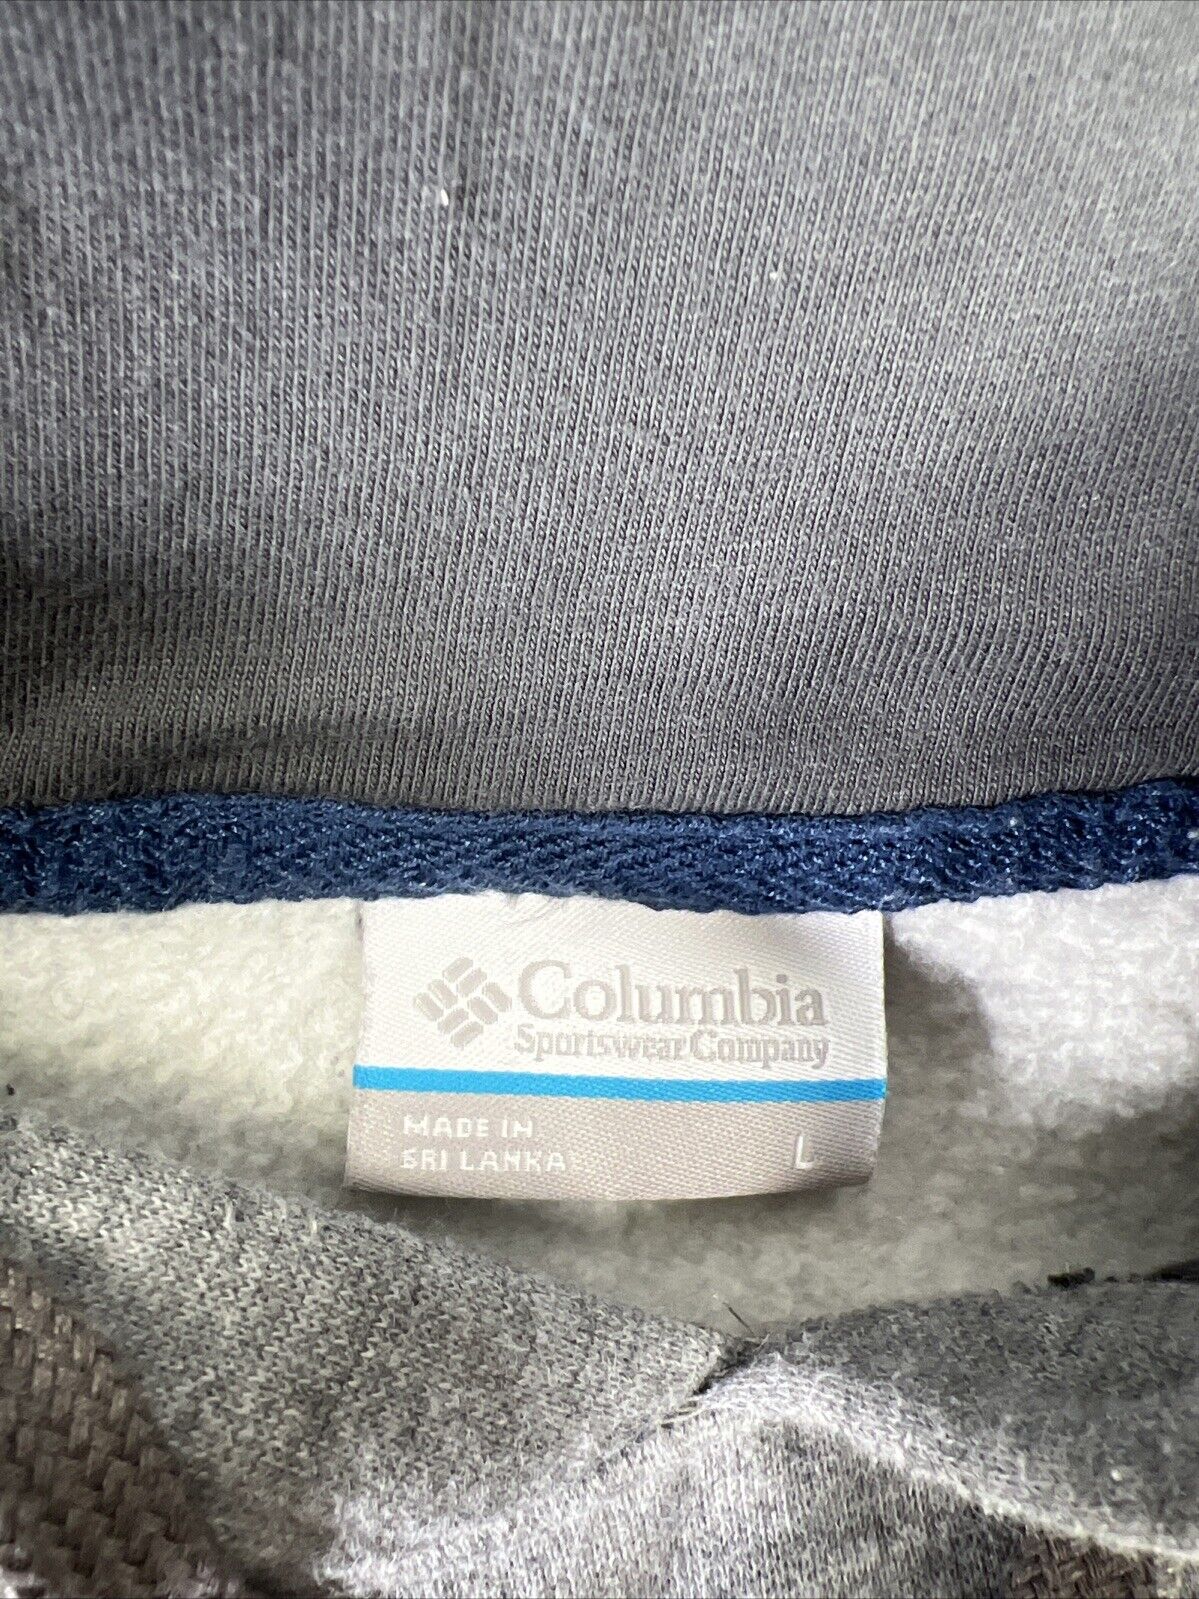 Columbia
Sportswear Company
MADE IN
SRI LANKA
L